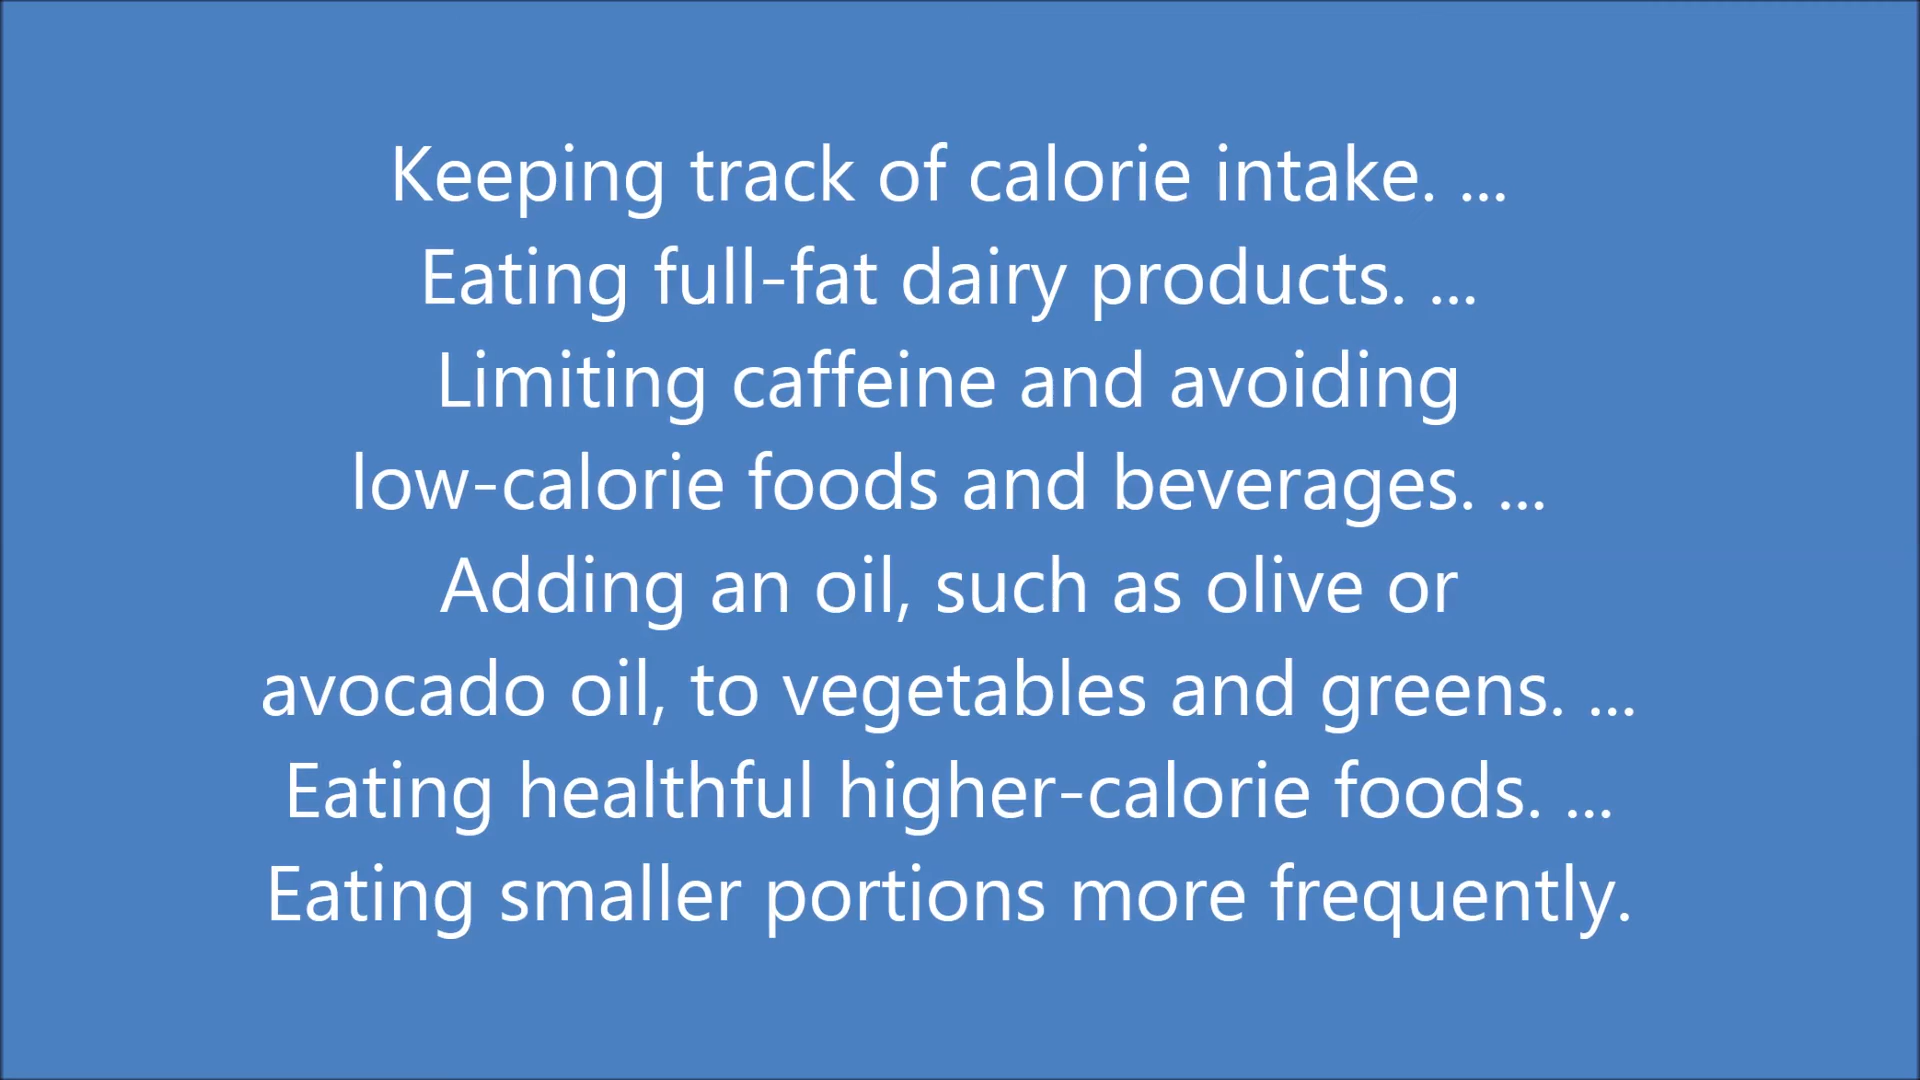 Keeping track of calorie intake. ...
Eating full-fat dairy products. ...
Limiting caffeine and avoiding
low-calorie foods and beverages. ...
Adding an oil, such as olive or
avocado oil, to vegetables and greens. ...
Eating healthful higher-calorie foods. ...
Eating smaller portions more frequently.